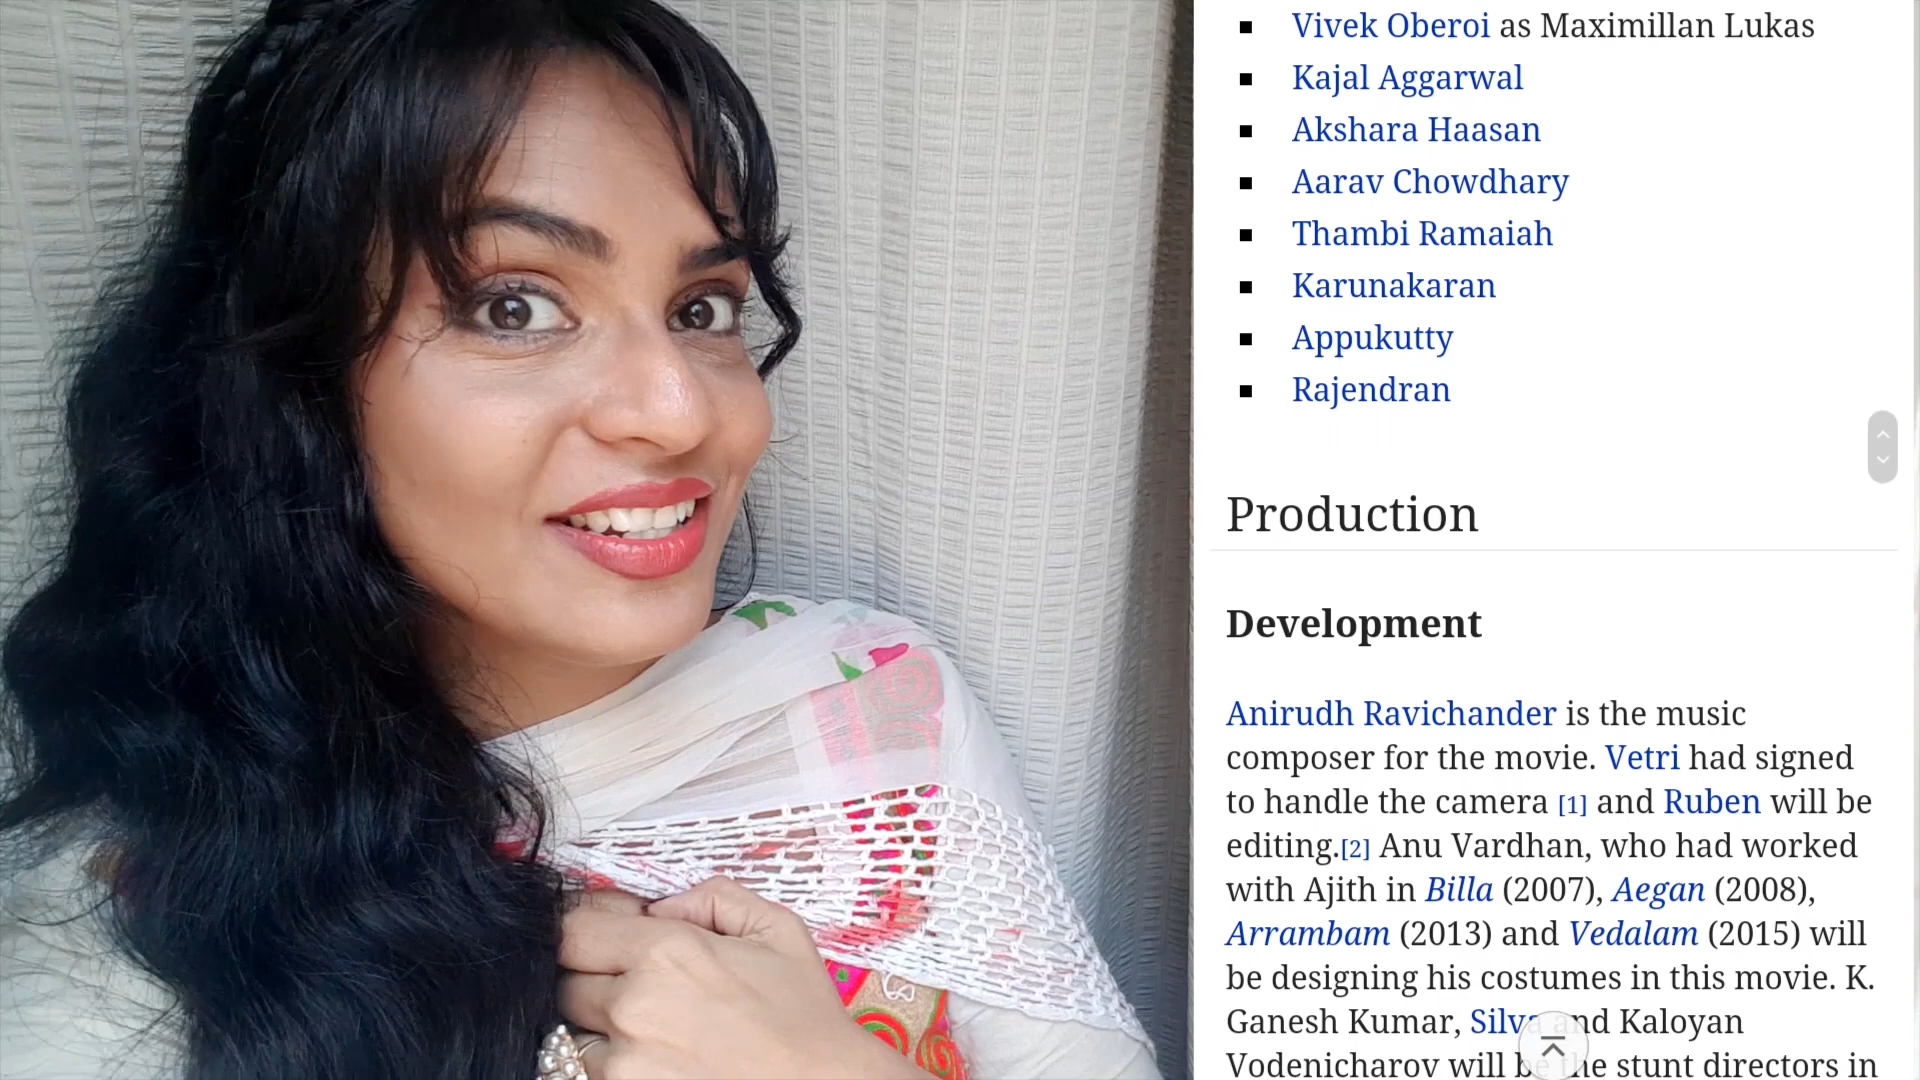 Vivek Oberoi as Maximillan Lukas
Kajal Aggarwal
Akshara Haasan
Aarav Chowdhary
Thambi Ramaiah
Karunakaran
Appukutty
Rajendran
Production
Development
Anirudh Ravichander is the music
composer for the movie. Vetri had signed
to handle the camera [1] and Ruben will be
editing.[2] Anu Vardhan, who had worked
with Ajith in Billa (2007), Aegan (2008),
Arrambam (2013) and Vedalam (2015) will
be designing his costumes in this movie. K.
Ganesh Kumar, Silva and Kaloyan
Vodenicharov will be the stunt directors in